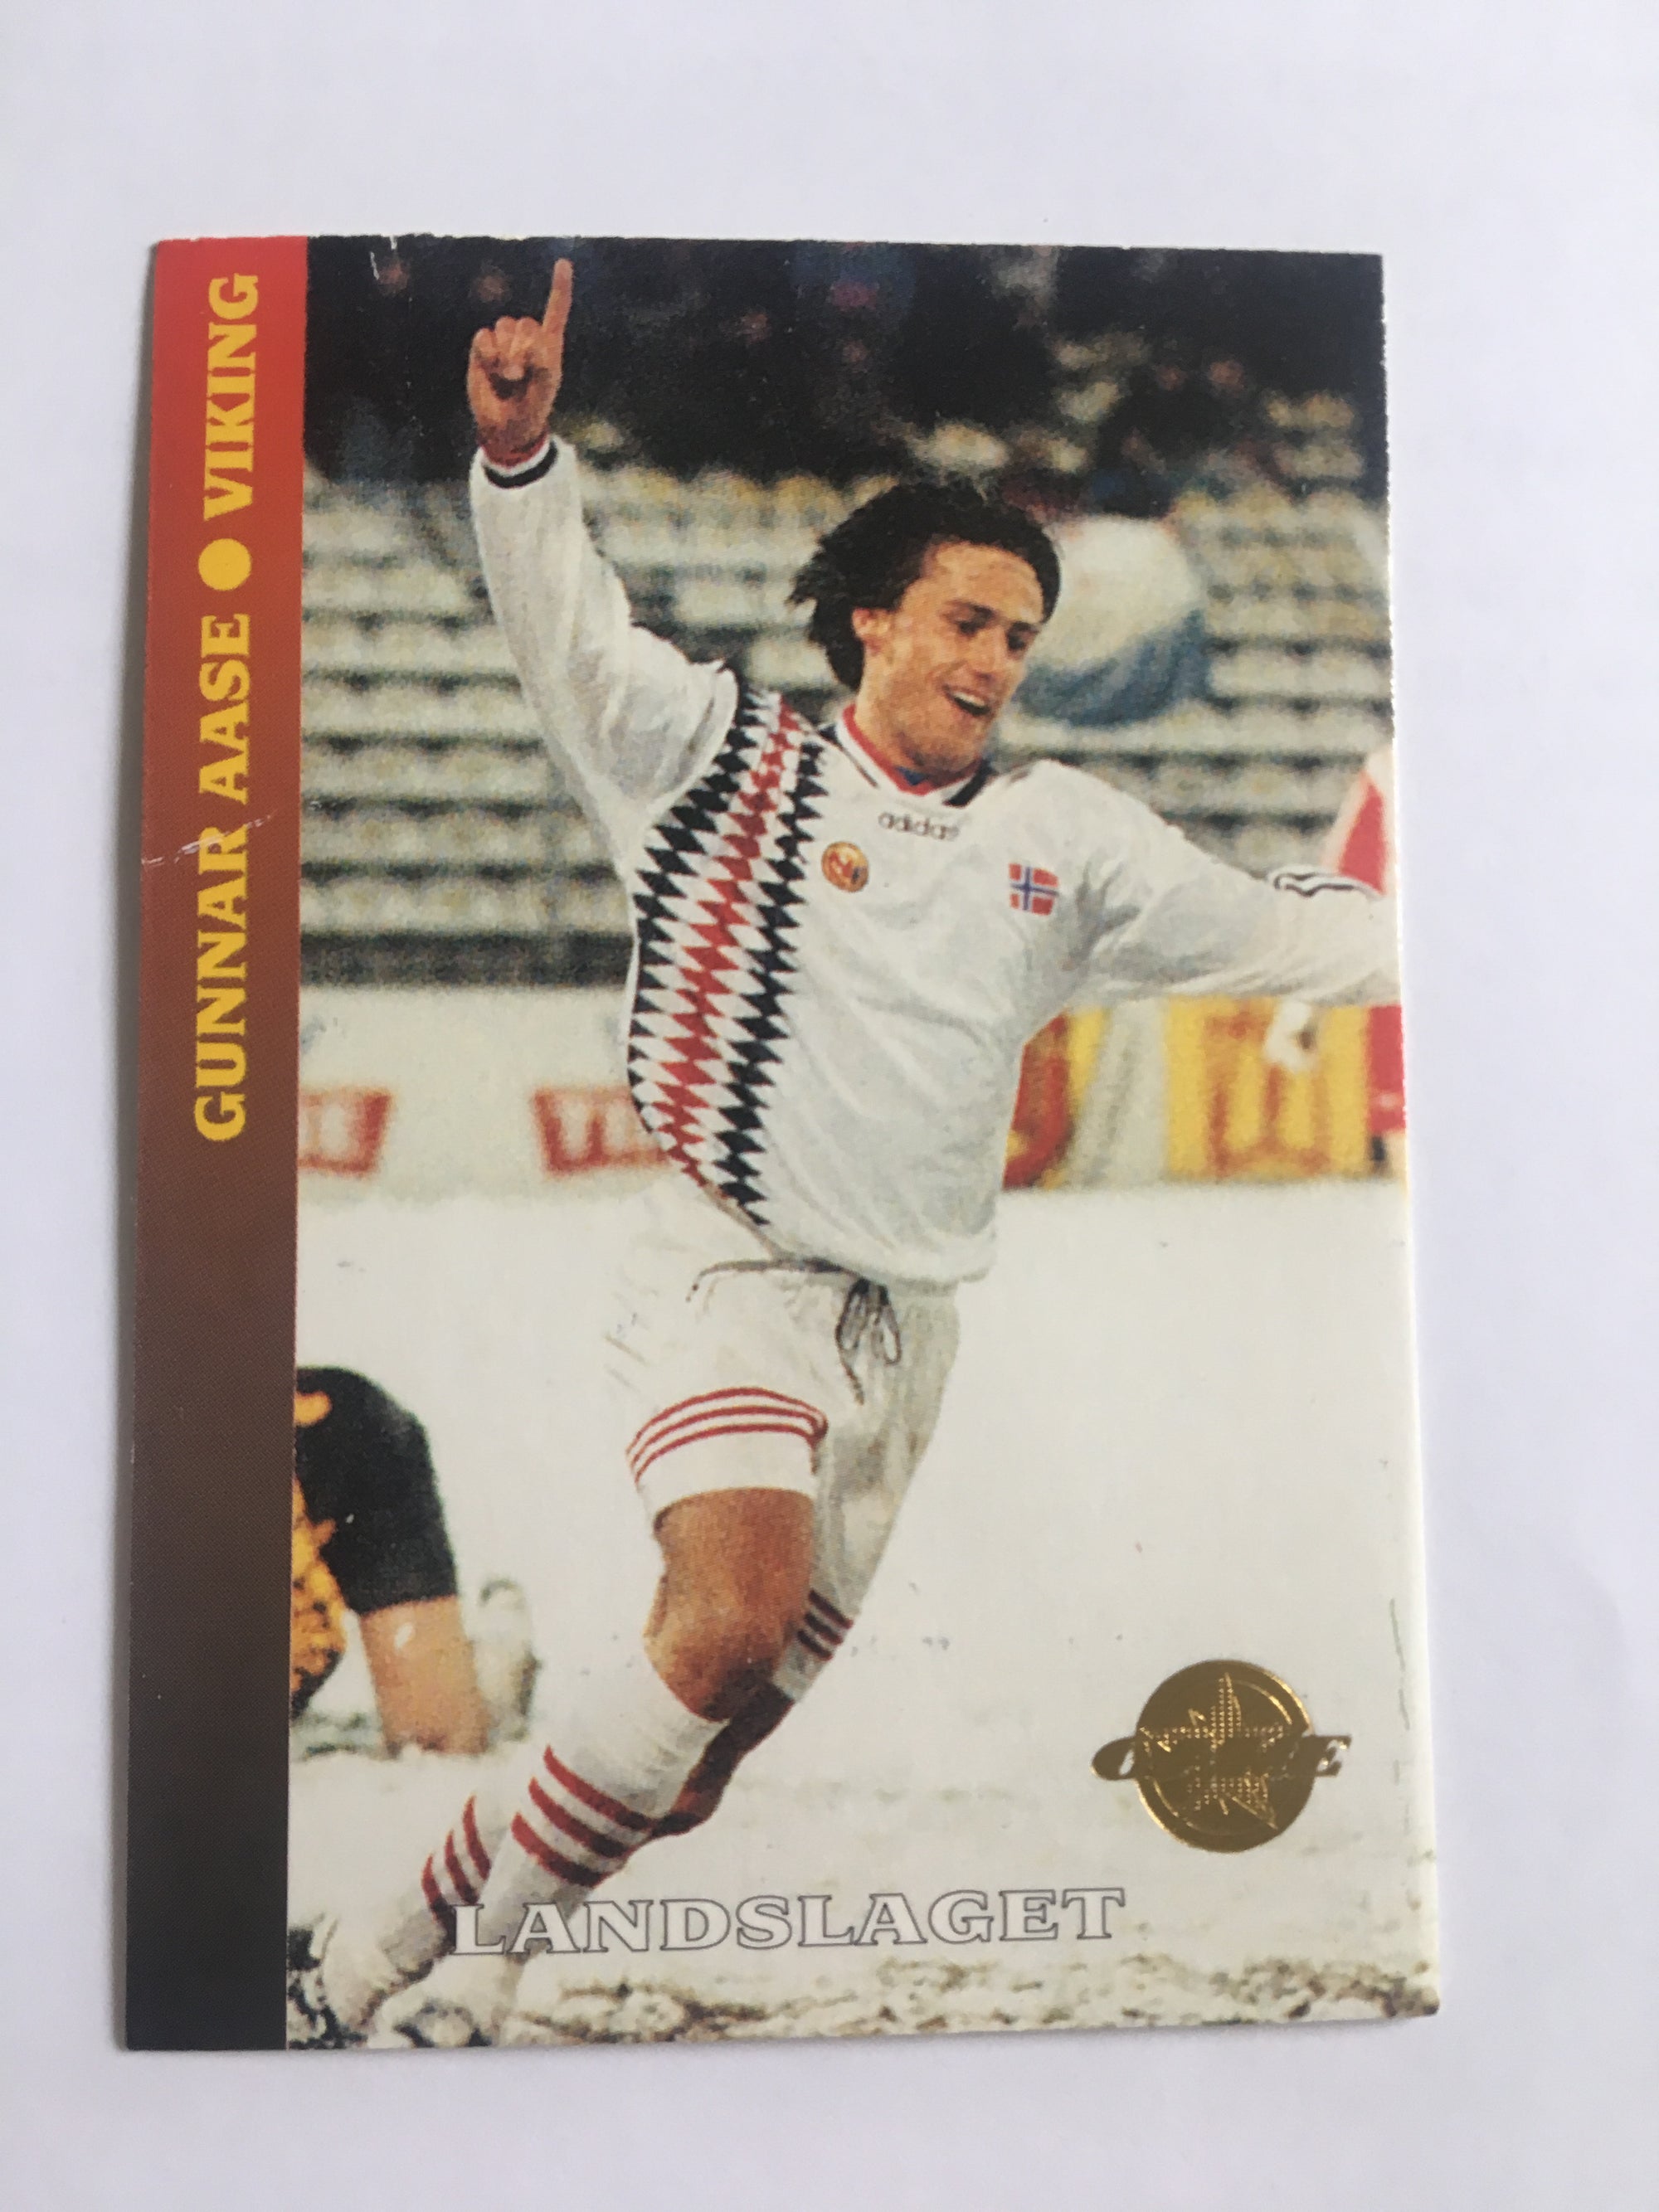 GUNNAR AASE ● VIKING
adidas
LANDSLAGET